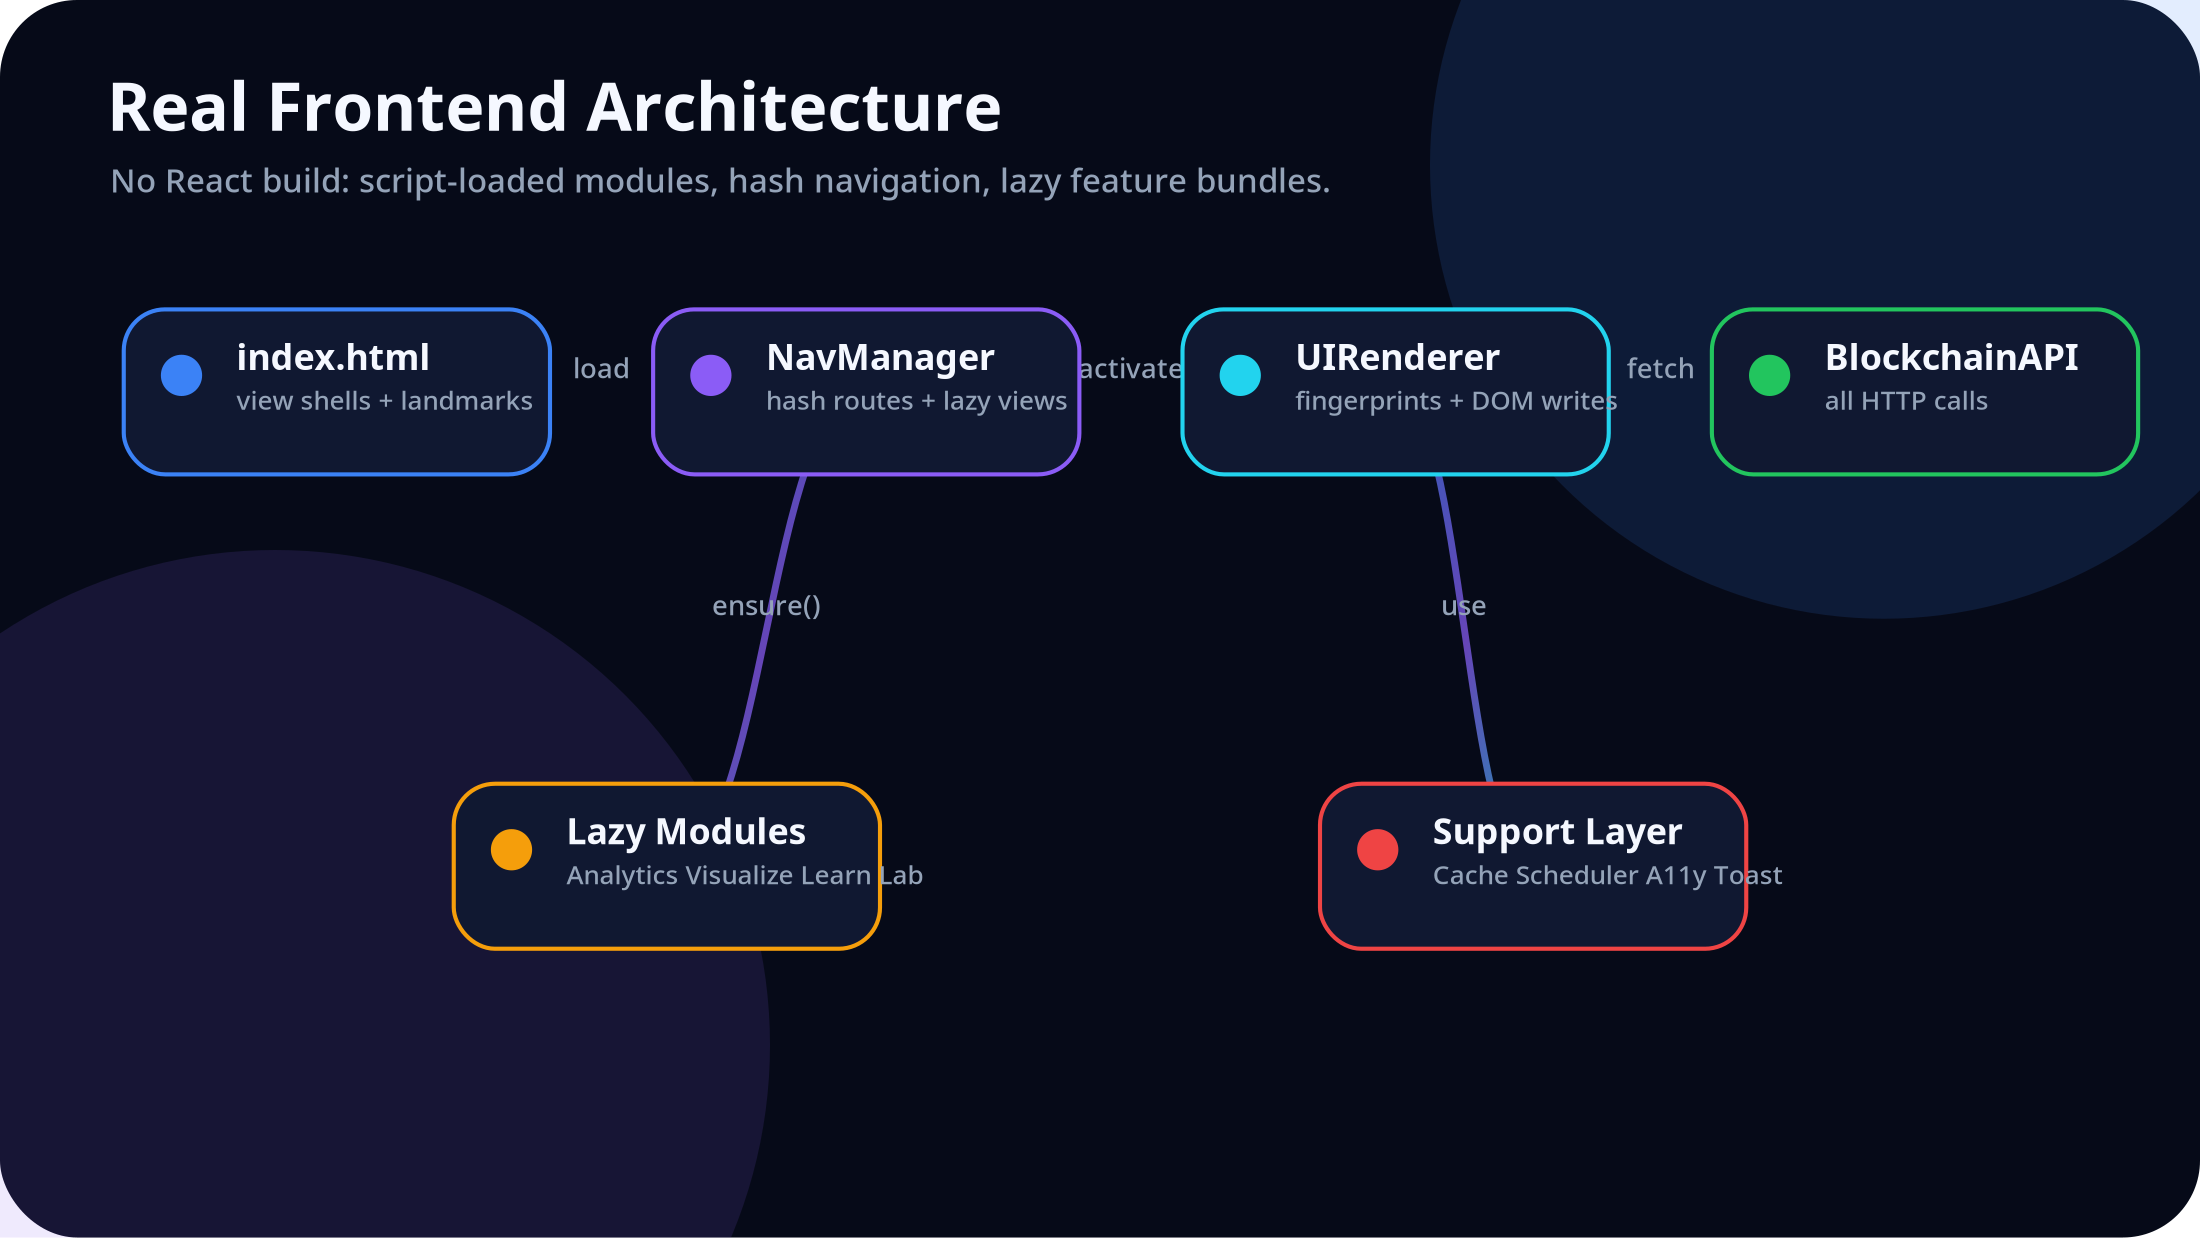 Real Frontend Architecture
No React build: script-loaded modules, hash navigation, lazy feature bundles.
index.html
view shells + landmarks
load
NavManager
hash routes + lazy views
activate
UIRenderer
fingerprints + DOM writes
fetch
BlockchainAPI
all HTTP calls
ensure()
use
Lazy Modules
Analytics Visualize Learn Lab
Support Layer
Cache Scheduler A11y Toast